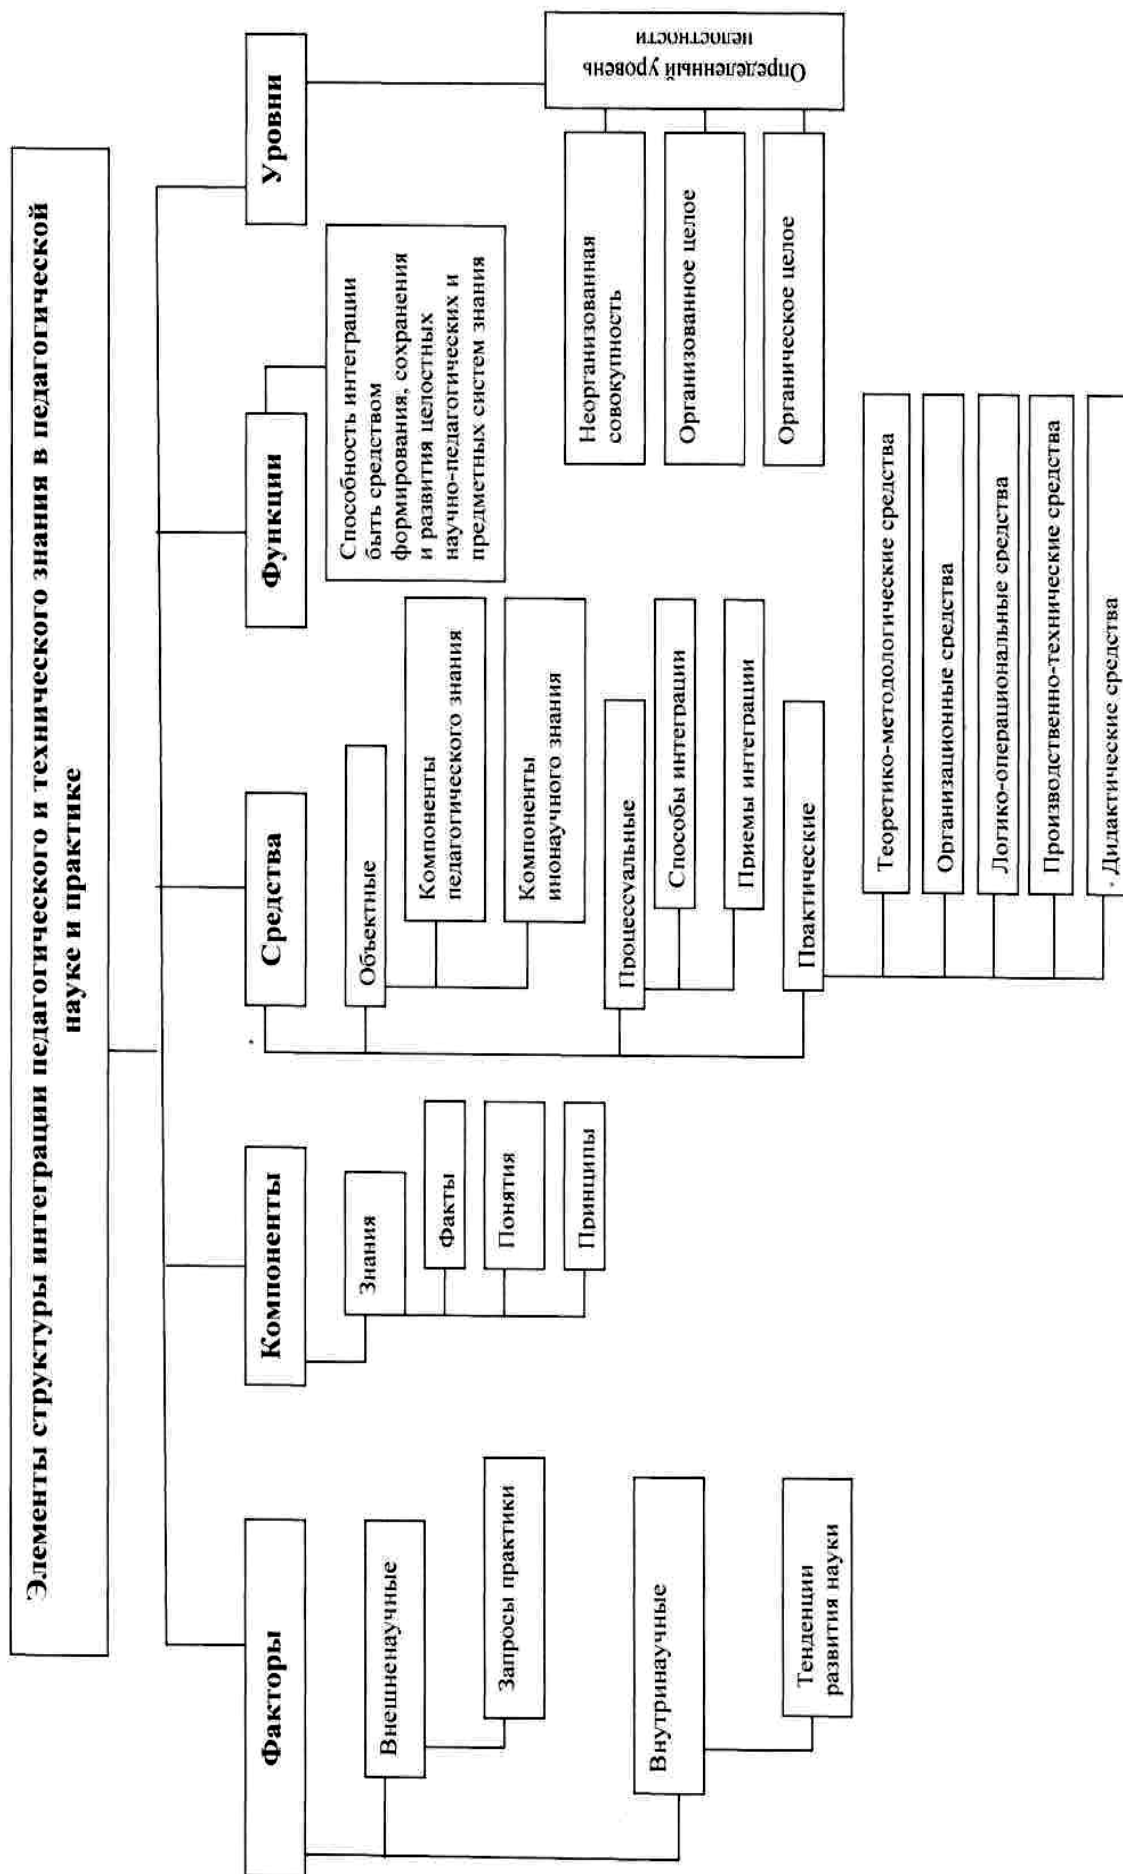 Элементы структуры интеграции педагогического и технического знания в педагогической
науке и практике
Факторы
Внешненаучные
Запросы практики
Внутринаучные
Тенденции
развития науки
Компоненты
Знания
Факты
Понятия
Принципы
Средства
Объектные
Компоненты
педагогического знания
Компоненты
инонаучного знания
Процессуальные
Способы интеграции
Приемы интеграции
Практические
Теоретико-методологические средства
Организационные средства
Логико-операциональные средства
Производственно-технические средства
Дидактические средства
Функции
Способность интеграции
быть средством
формирования, сохранения
и развития целостных
научно-педагогических и
предметных систем знания
Уровни
Определенный уровень
целостности
Неорганизованная
совокупность
Организованное целое
Органическое целое